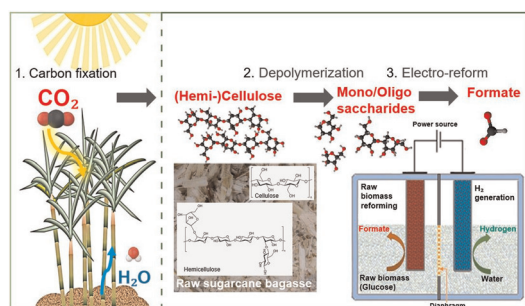 1. Carbon fixation
CO2
H2O
2. Depolymerization
3. Electro-reform
(Hemi-)Cellulose
Mono/Oligo
saccharides
Formate
Cellulose
Hemicellulose
Raw sugarcane bagasse
Power source
Raw
biomass
reforming
H2
generation
Formate
Raw biomass
(Glucose)
Hydrogen
Water
Diaphragm